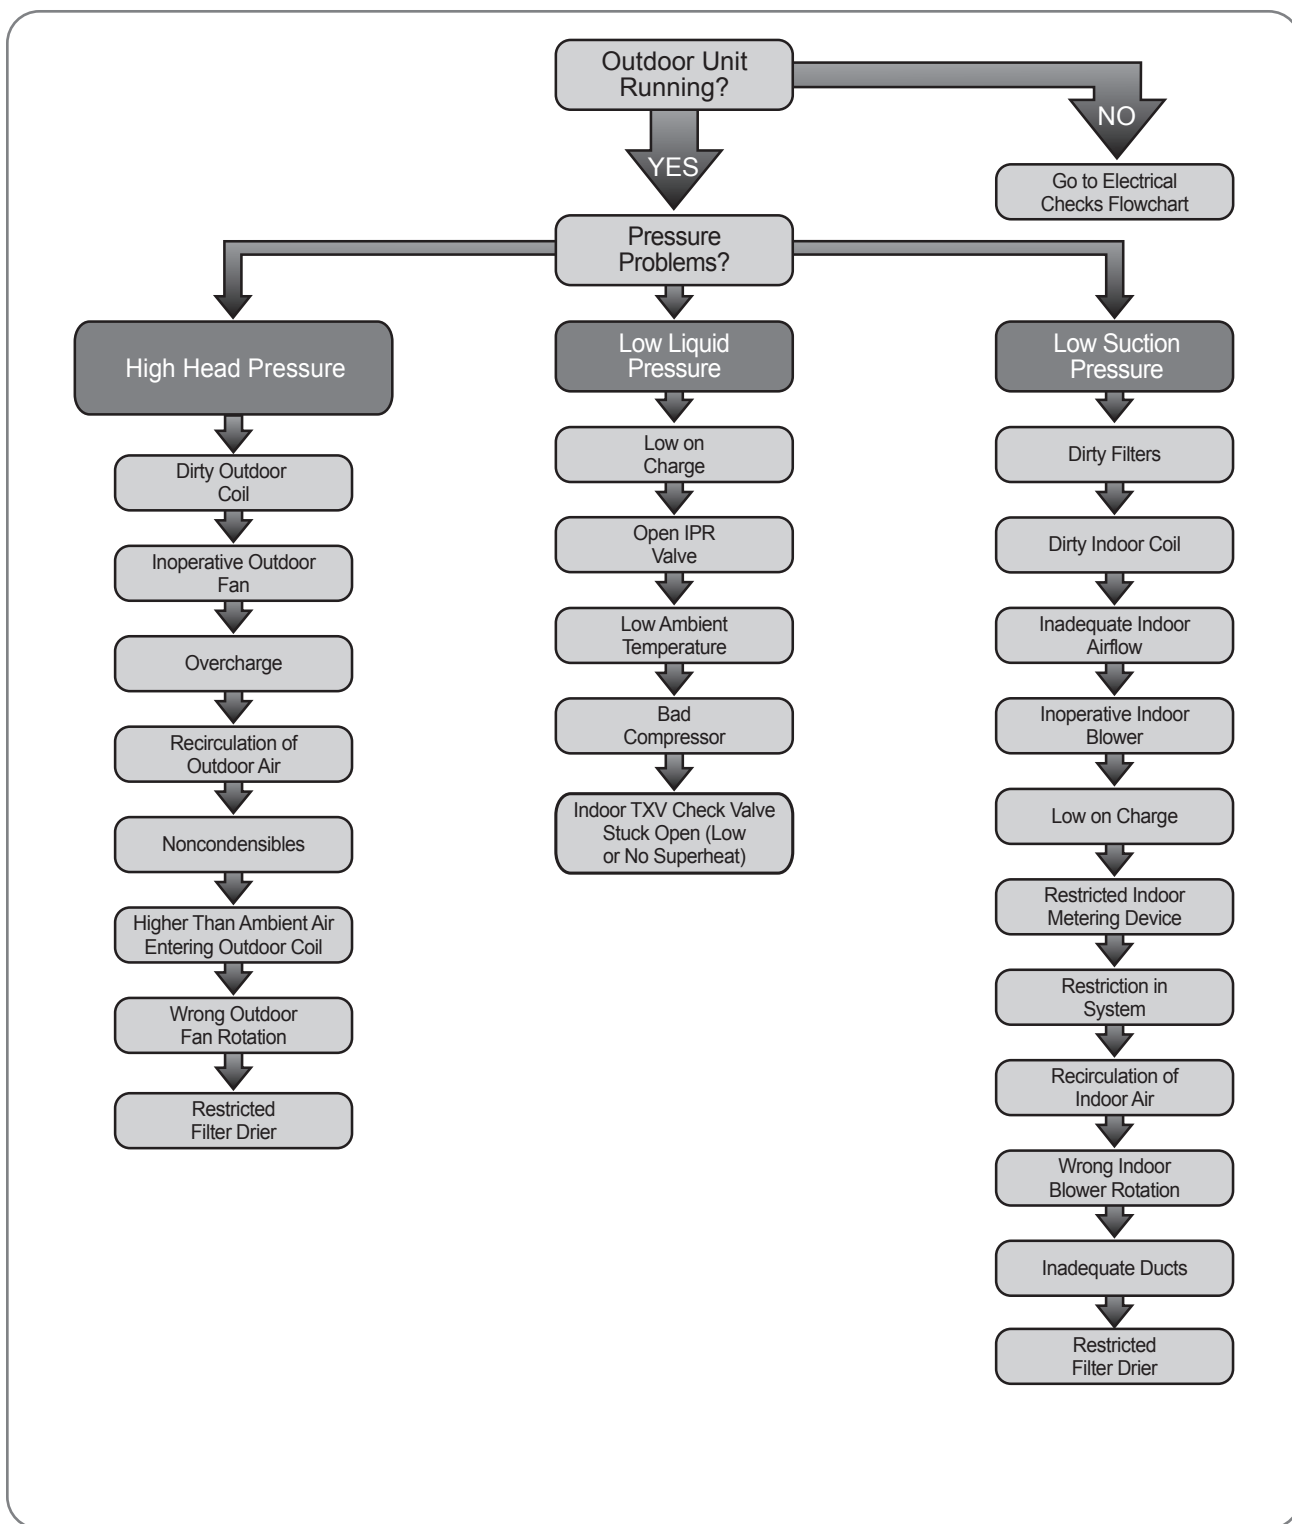 Outdoor Unit
Running?
NO
YES
Go to Electrical
Checks Flowchart
Pressure
Problems?
High Head Pressure
Dirty Outdoor
Coil
Inoperative Outdoor
Fan
Overcharge
Recirculation of
Outdoor Air
Noncondensibles
Higher Than Ambient Air
Entering Outdoor Coil
Wrong Outdoor
Fan Rotation
Restricted
Filter Drier
Low Liquid
Pressure
Low on
Charge
Open IPR
Valve
Low Ambient
Temperature
Bad
Compressor
Indoor TXV Check Valve
Stuck Open (Low
or No Superheat)
Low Suction
Pressure
Dirty Filters
Dirty Indoor Coil
Inadequate Indoor
Airflow
Inoperative Indoor
Blower
Low on Charge
Restricted Indoor
Metering Device
Restriction in
System
Recirculation of
Indoor Air
Wrong Indoor
Blower Rotation
Inadequate Ducts
Restricted
Filter Drier